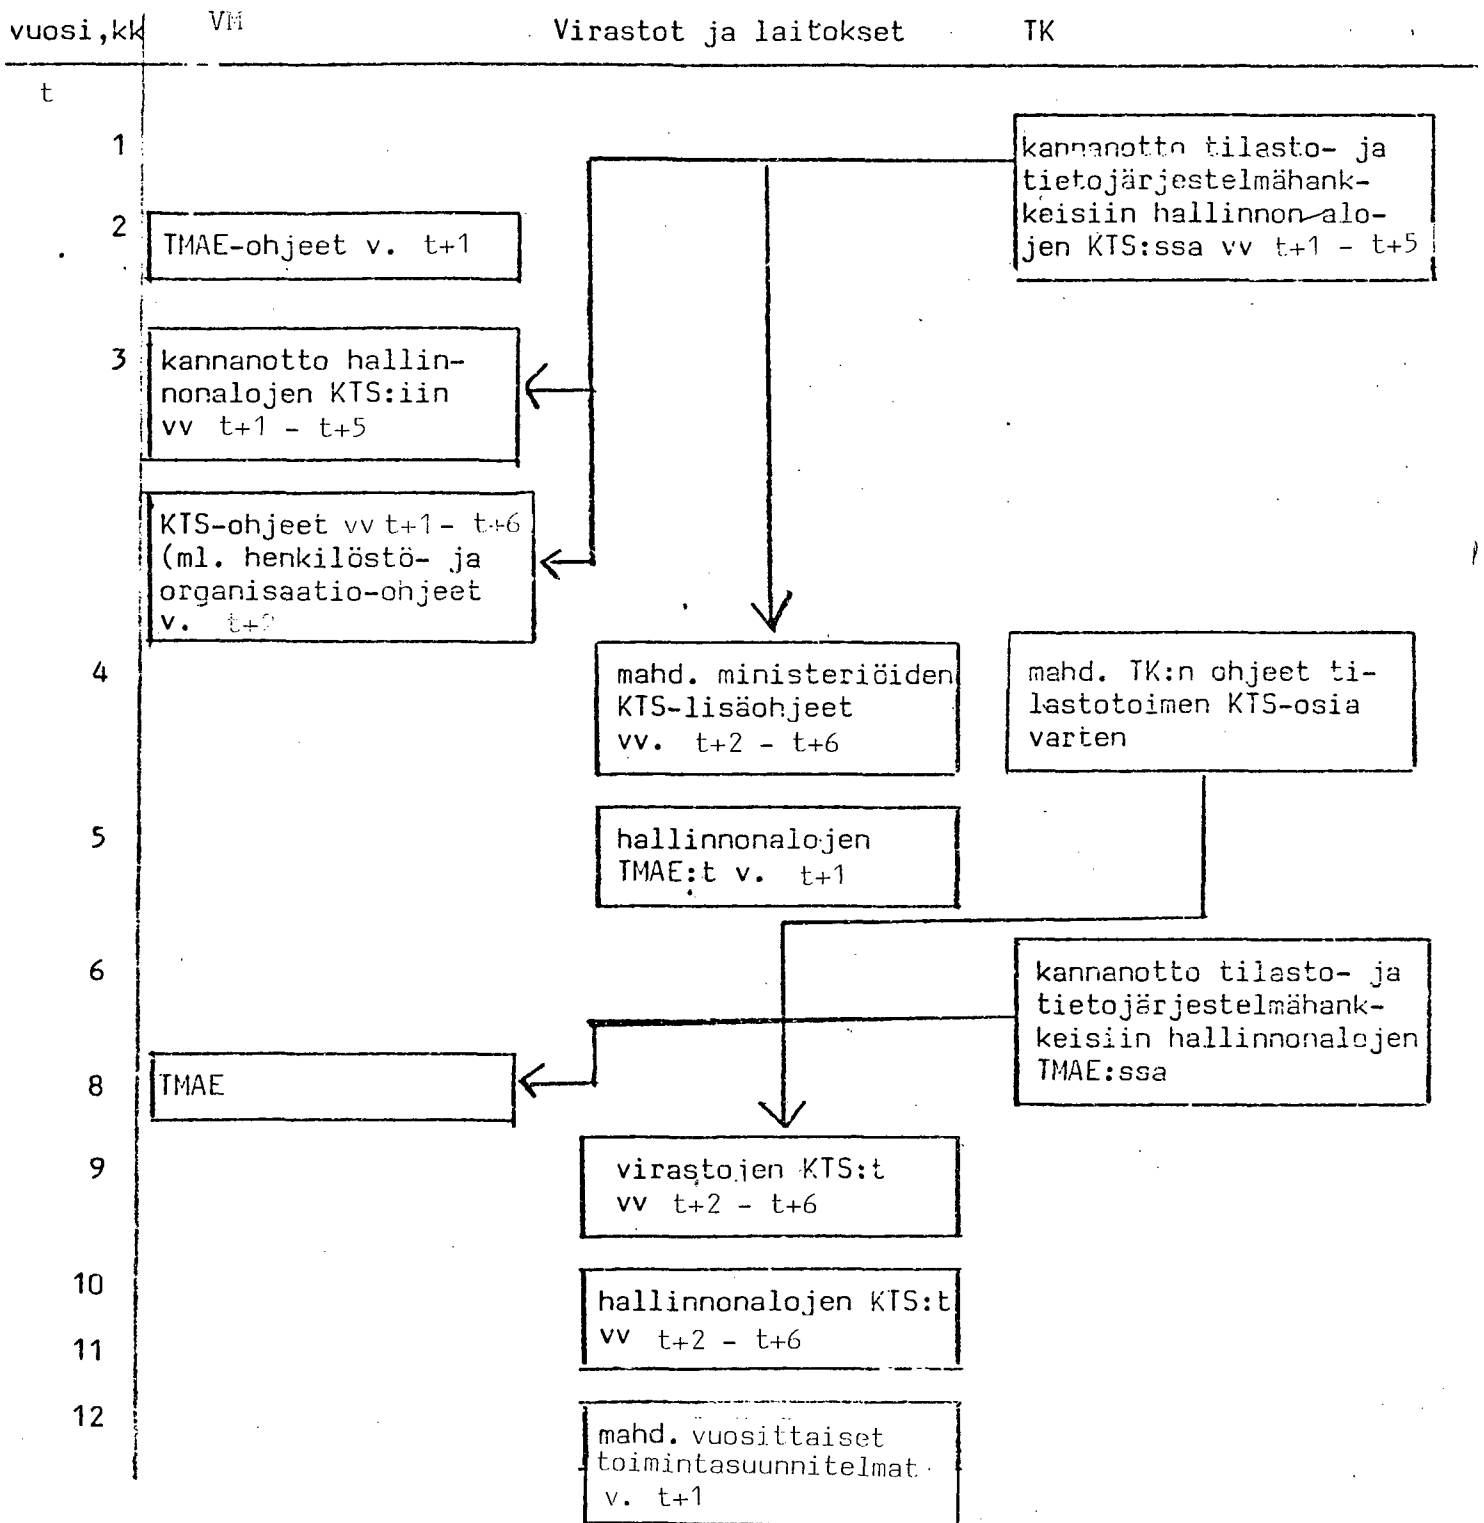 vuosi,kk VM Virastot ja laitokset TK
t
1
kannanotto tilasto- ja
tietojärjestelmähank-
keisiin hallinnon alo-
jen KTS:ssa vv t+1 - t+5
2
TMAE-ohjeet v. t+1
3
kannanotto hallin-
nonalojen KTS:iin
vv t+1 - t+5
KTS-ohjeet vv t+1 - t+6
(ml. henkilöstö- ja
organisaatio-ohjeet
v.
4
mahd. ministeriöiden
KTS-lisäohjeet
vv. t+2 - t+6
mahd. TK:n ohjeet ti-
lastotoimen KTS-osia
varten
5
hallinnonalojen
TMAE:t v. t+1
6
kannanotto tilasto- ja
tietojärjestelmähank-
keisiin hallinnonalojen
TMAE:ssa
8
TMAE
9
virastojen KTS:t
vv t+2 - t+6
10
hallinnonalojen KTS:t
vv t+2 - t+6
11
12
mahd. vuosittaiset
toimintasuunnitelmat
v. t+1